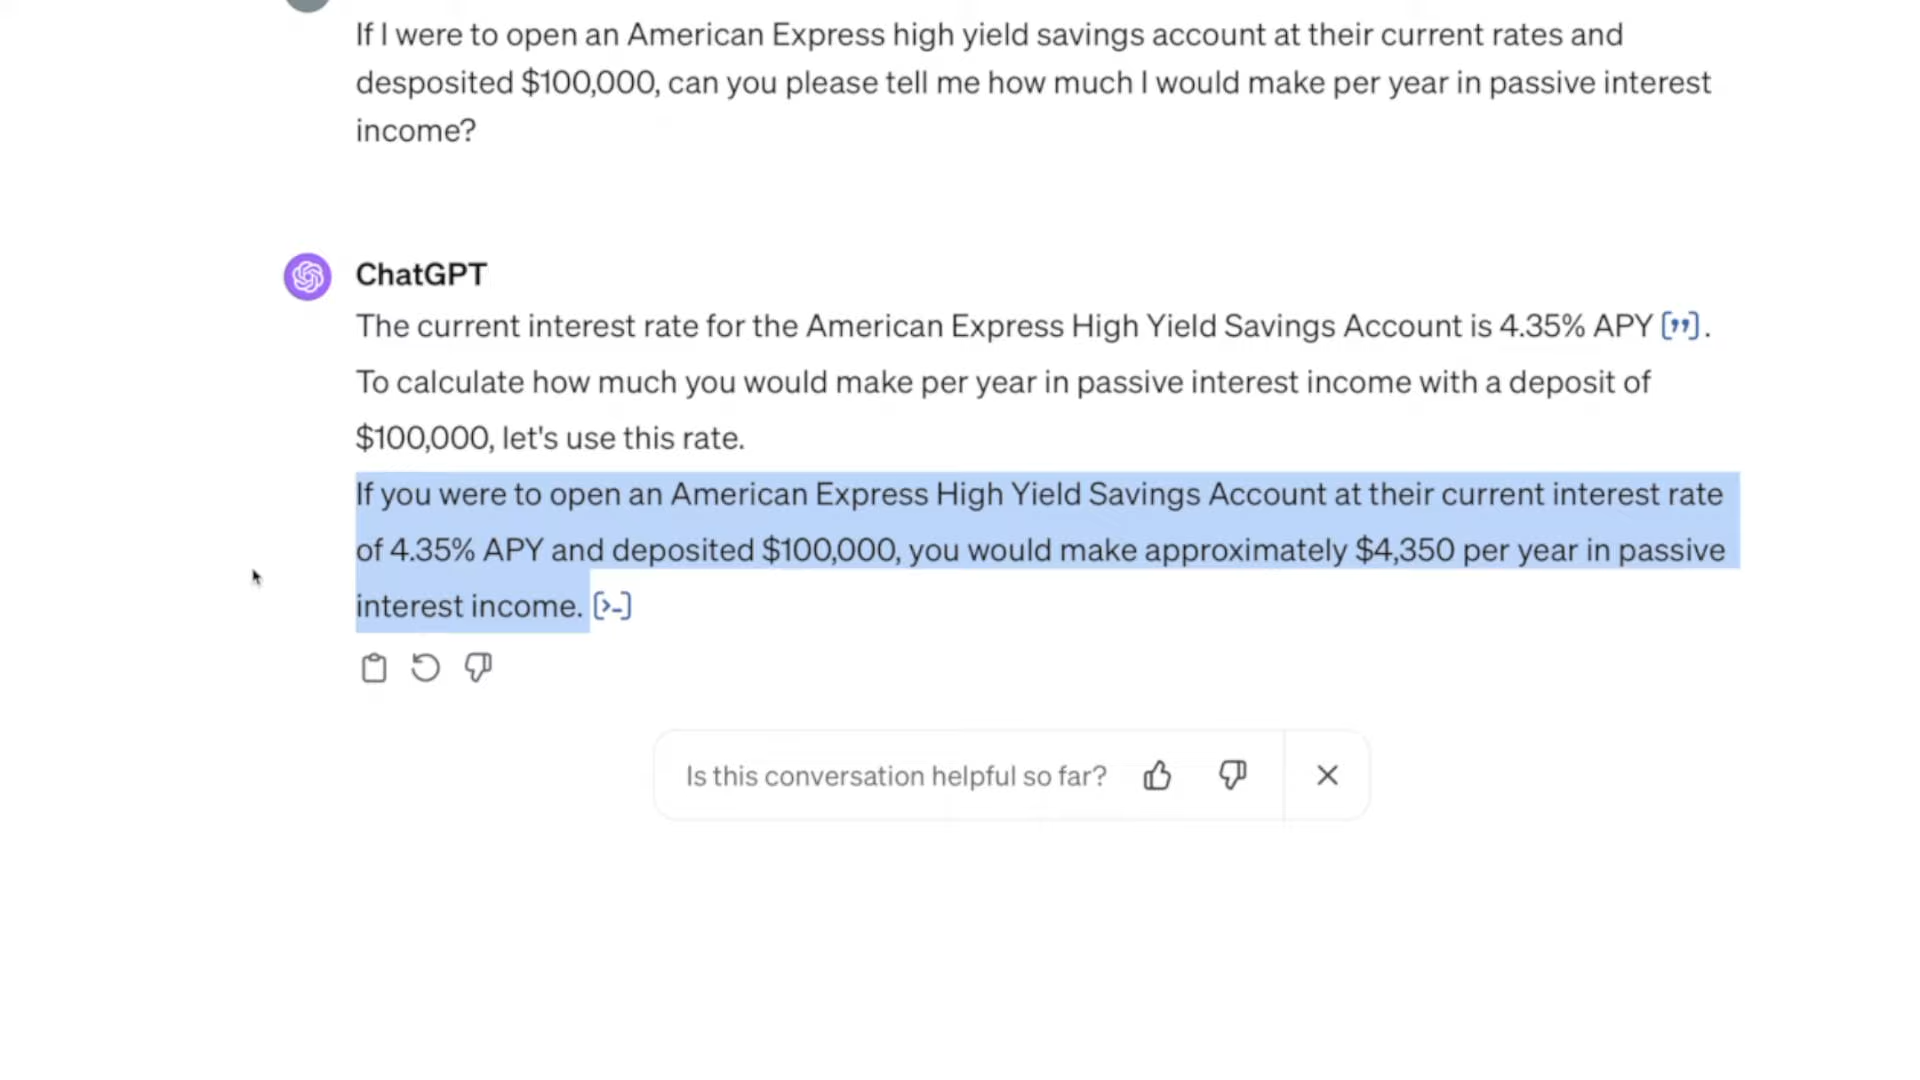 If I were to open an American Express high yield savings account at their current rates and
desposited $100,000, can you please tell me how much I would make per year in passive interest
income?
ChatGPT
The current interest rate for the American Express High Yield Savings Account is 4.35% APY [”].
To calculate how much you would make per year in passive interest income with a deposit of
$100,000, let's use this rate.
If you were to open an American Express High Yield Savings Account at their current interest rate
of 4.35% APY and deposited $100,000, you would make approximately $4,350 per year in passive
interest income. [>-]
Is this conversation helpful so far?